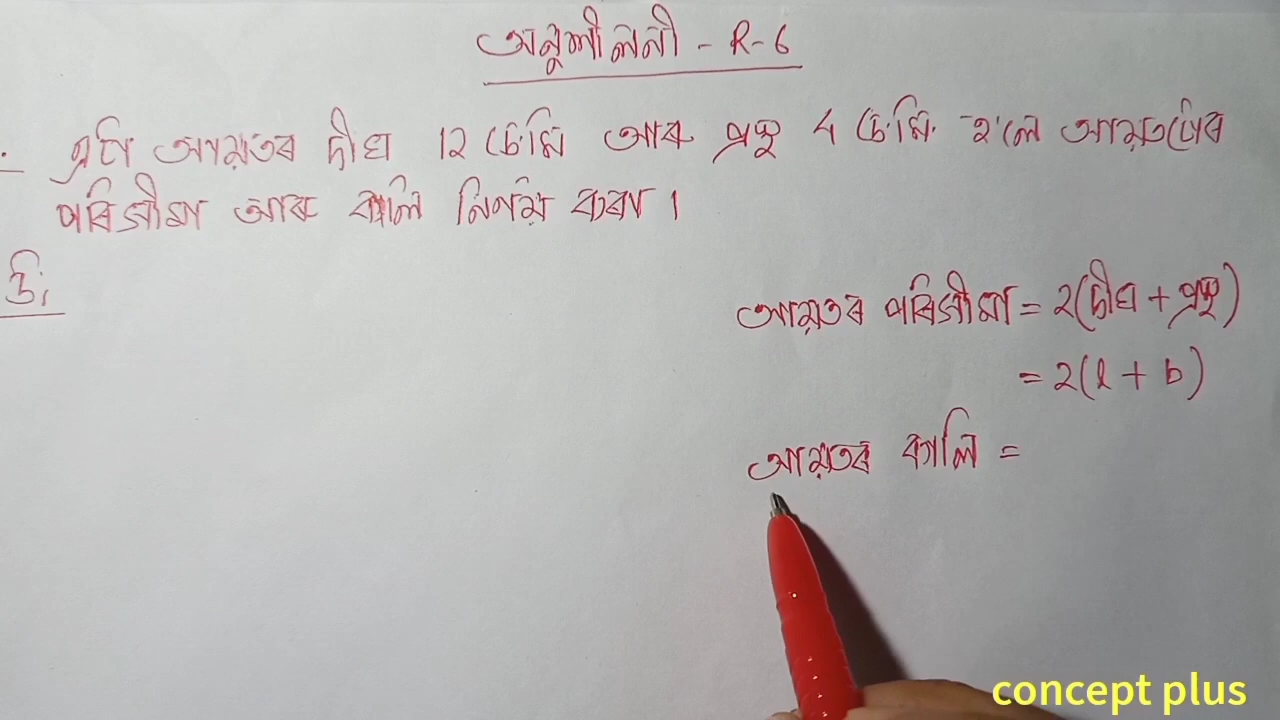 অনুশীলনী - R-6
এটা আয়তৰ দীঘ 12 চে.মি আৰু প্ৰস্থ 4 চে.মি. হ'লে আয়তটোৰ
পৰিসীমা আৰু কালি নিৰ্ণয় কৰা ।
উঃ
আয়তৰ পৰিসীমা = 2(দীঘ + প্ৰস্থ)
= 2(l + b)
আয়তৰ কালি =
concept plus